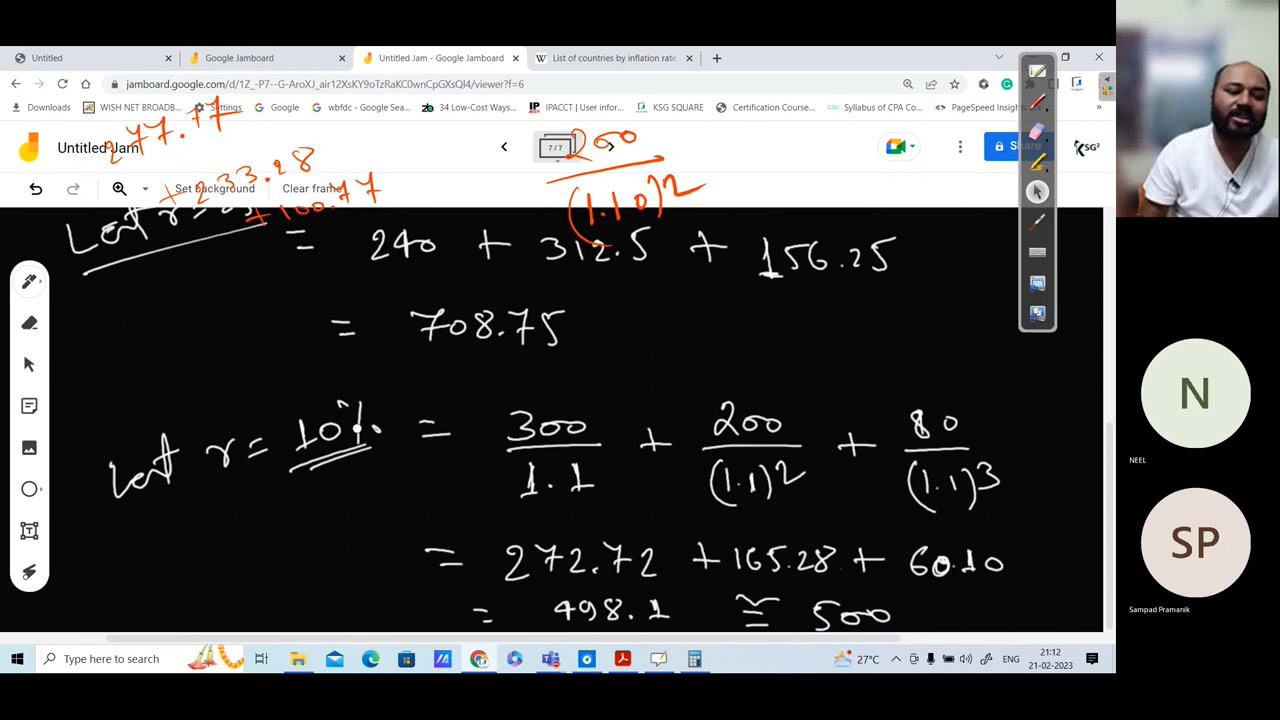 Untitled
Google Jamboard
Untitled Jam - Google Jamboard
List of countries by inflation rate
jamboard.google.com/d/1Z_-P7--G-AroXJ_air12XsKY9oTzRaKC0wnCpGXsQl4/viewer?f=6
Downloads
WISH NET BROADB...
Settings
Google
wbfdc - Google Sea...
34 Low-Cost Ways...
IPACCT | User infor...
KSG SQUARE
Certification Course...
Syllabus of CPA Co...
PageSpeed Insights
Untitled Jam
7/7
Share
KSG
Set background
Clear frame
277.77
+233.28
+100.77
200
(1.10)2
Let r=
= 240 + 312.5 + 156.25
= 708.75
Let r = 10% = 300 + 200 + 80
1.1 (1.1)2 (1.1)3
= 272.72 + 165.28 + 60.10
= 498.1 ≅ 500
N
NEEL
SP
Sampad Pramanik
Type here to search
27°C
ENG
21:12
21-02-2023